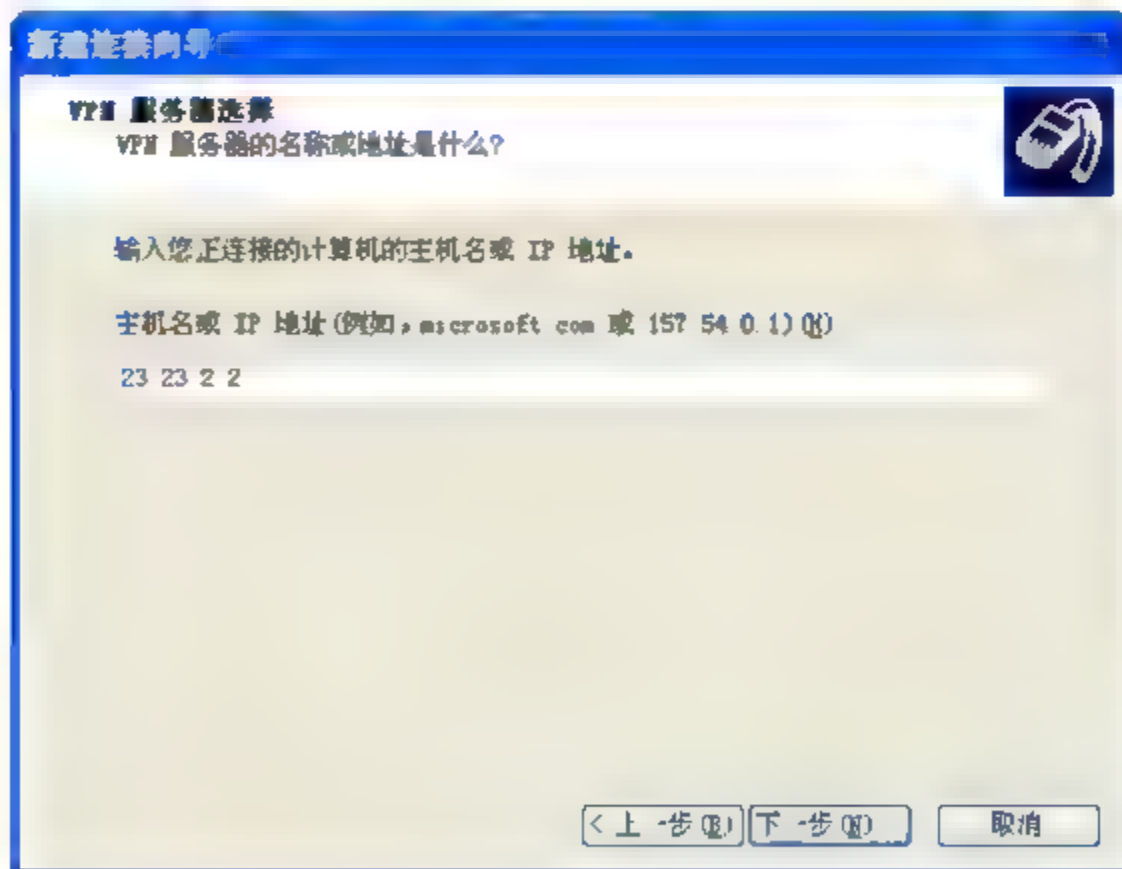 新建连接向导
VPN 服务器选择
VPN 服务器的名称或地址是什么?
输入您正连接的计算机的主机名或 IP 地址。
主机名或 IP 地址(例如,microsoft com 或 157 54 0.1)(H)
23 23 2 2
<上一步(B) 下一步(N) 取消